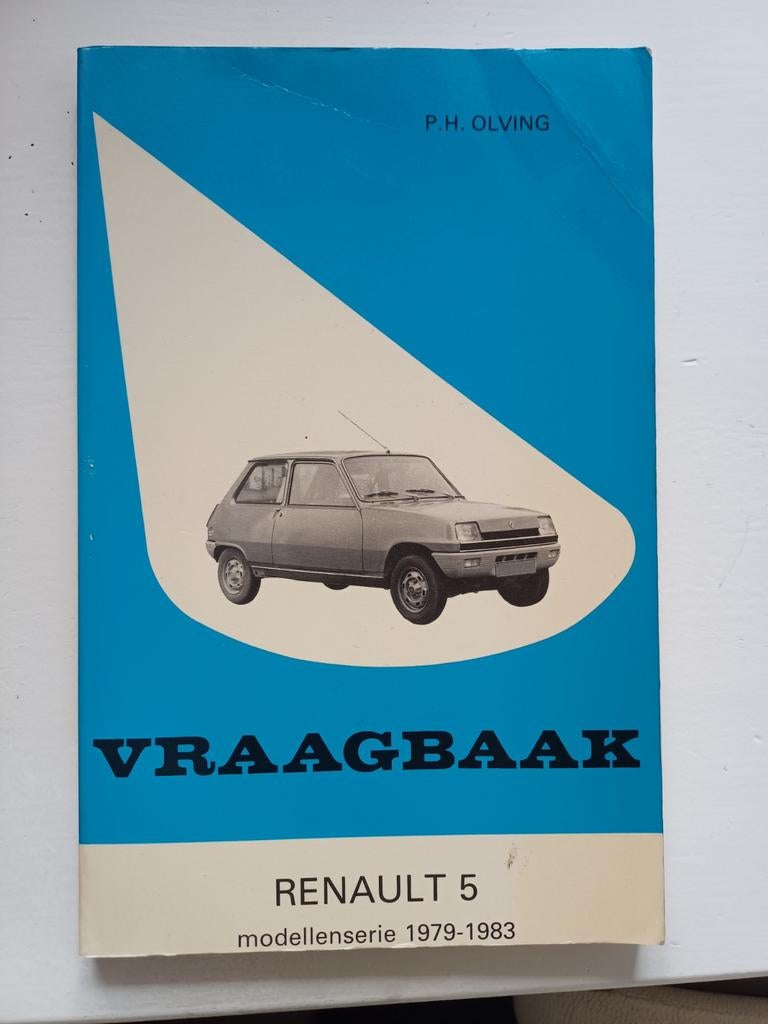 P.H. OLVING
VRAAGBAAK
RENAULT 5
modellenserie 1979-1983